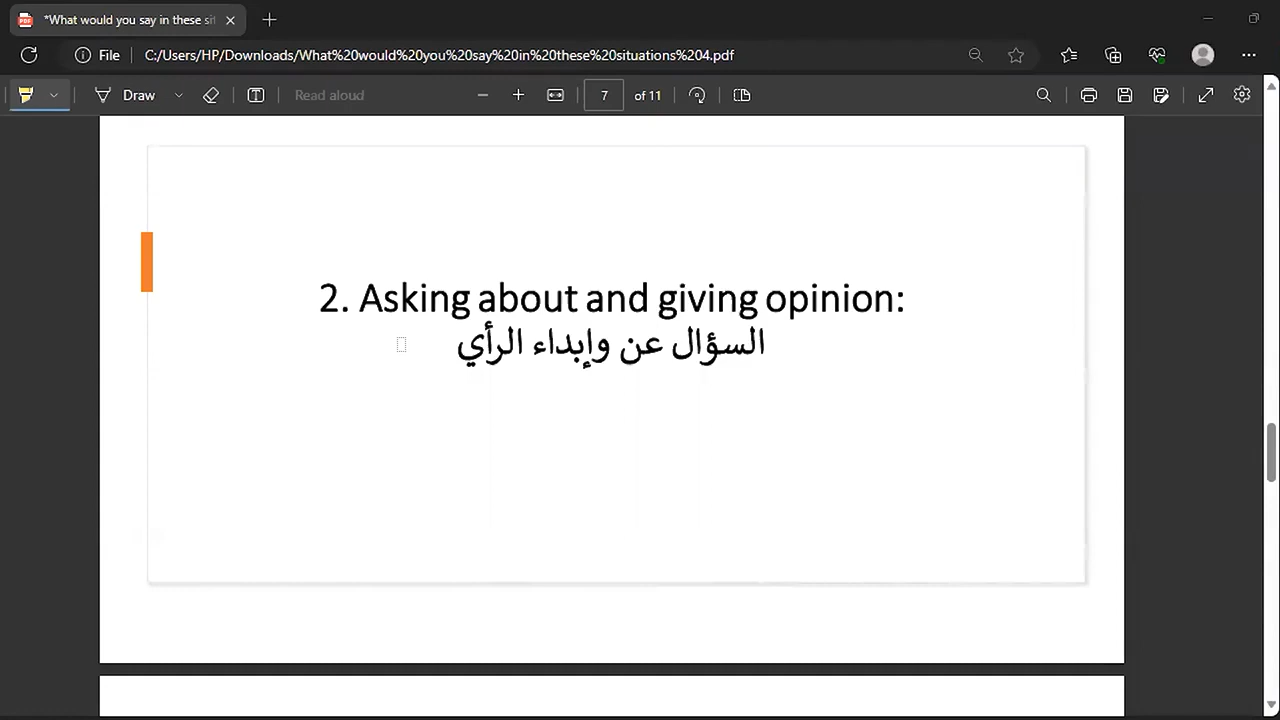 *What would you say in these sit
File
C:/Users/HP/Downloads/What%20would%20you%20say%20in%20these%20situations%204.pdf
Draw
Read aloud
7
of 11
2. Asking about and giving opinion:
السؤال عن وإبداء الرأي